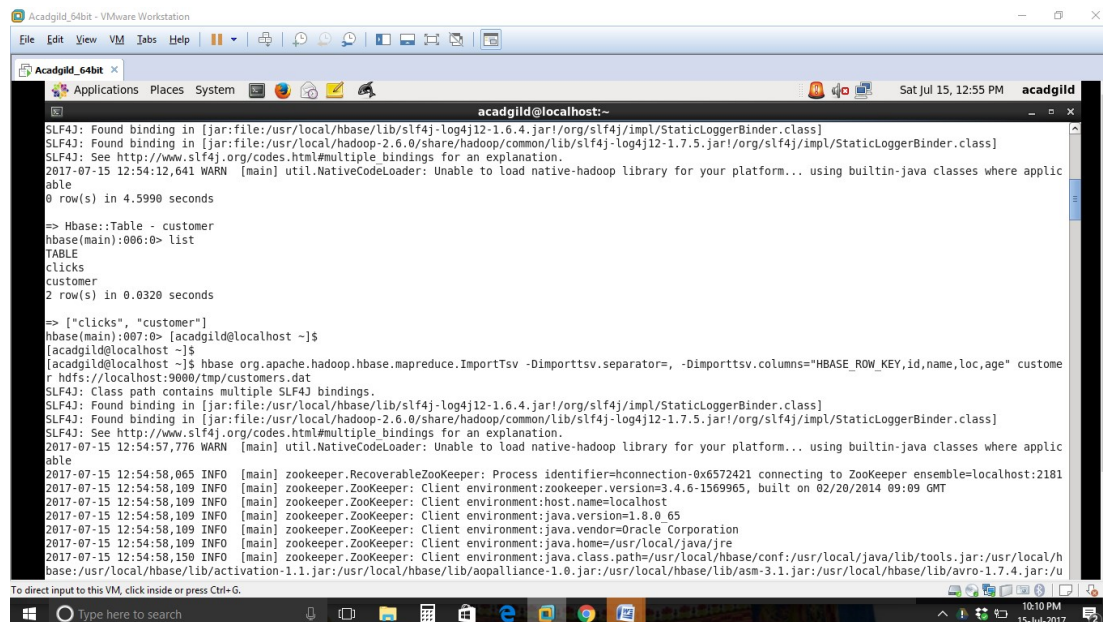 Acadgild_64bit - VMware Workstation
File Edit View VM Tabs Help
Acadgild_64bit
Applications Places System
Sat Jul 15, 12:55 PM acadgild
acadgild@localhost:~
SLF4J: Found binding in [jar:file:/usr/local/hbase/lib/slf4j-log4j12-1.6.4.jar!/org/slf4j/impl/StaticLoggerBinder.class]
SLF4J: Found binding in [jar:file:/usr/local/hadoop-2.6.0/share/hadoop/common/lib/slf4j-log4j12-1.7.5.jar!/org/slf4j/impl/StaticLoggerBinder.class]
SLF4J: See http://www.slf4j.org/codes.html#multiple_bindings for an explanation.
2017-07-15 12:54:12,641 WARN  [main] util.NativeCodeLoader: Unable to load native-hadoop library for your platform... using builtin-java classes where applic
able
0 row(s) in 4.5990 seconds
=> Hbase::Table - customer
hbase(main):006:0> list
TABLE
clicks
customer
2 row(s) in 0.0320 seconds
=> ["clicks", "customer"]
hbase(main):007:0> [acadgild@localhost ~]$
[acadgild@localhost ~]$
[acadgild@localhost ~]$ hbase org.apache.hadoop.hbase.mapreduce.ImportTsv -Dimporttsv.separator=, -Dimporttsv.columns="HBASE_ROW_KEY,id,name,loc,age" custome
r hdfs://localhost:9000/tmp/customers.dat
SLF4J: Class path contains multiple SLF4J bindings.
SLF4J: Found binding in [jar:file:/usr/local/hbase/lib/slf4j-log4j12-1.6.4.jar!/org/slf4j/impl/StaticLoggerBinder.class]
SLF4J: Found binding in [jar:file:/usr/local/hadoop-2.6.0/share/hadoop/common/lib/slf4j-log4j12-1.7.5.jar!/org/slf4j/impl/StaticLoggerBinder.class]
SLF4J: See http://www.slf4j.org/codes.html#multiple_bindings for an explanation.
2017-07-15 12:54:57,776 WARN  [main] util.NativeCodeLoader: Unable to load native-hadoop library for your platform... using builtin-java classes where applic
able
2017-07-15 12:54:58,065 INFO  [main] zookeeper.RecoverableZooKeeper: Process identifier=hconnection-0x6572421 connecting to ZooKeeper ensemble=localhost:2181
2017-07-15 12:54:58,109 INFO  [main] zookeeper.ZooKeeper: Client environment:zookeeper.version=3.4.6-1569965, built on 02/20/2014 09:09 GMT
2017-07-15 12:54:58,109 INFO  [main] zookeeper.ZooKeeper: Client environment:host.name=localhost
2017-07-15 12:54:58,109 INFO  [main] zookeeper.ZooKeeper: Client environment:java.version=1.8.0_65
2017-07-15 12:54:58,109 INFO  [main] zookeeper.ZooKeeper: Client environment:java.vendor=Oracle Corporation
2017-07-15 12:54:58,109 INFO  [main] zookeeper.ZooKeeper: Client environment:java.home=/usr/local/java/jre
2017-07-15 12:54:58,150 INFO  [main] zookeeper.ZooKeeper: Client environment:java.class.path=/usr/local/hbase/conf:/usr/local/java/lib/tools.jar:/usr/local/h
base:/usr/local/hbase/lib/activation-1.1.jar:/usr/local/hbase/lib/aopalliance-1.0.jar:/usr/local/hbase/lib/asm-3.1.jar:/usr/local/hbase/lib/avro-1.7.4.jar:/u
To direct input to this VM, click inside or press Ctrl+G.
Type here to search
10:10 PM
15-Jul-2017